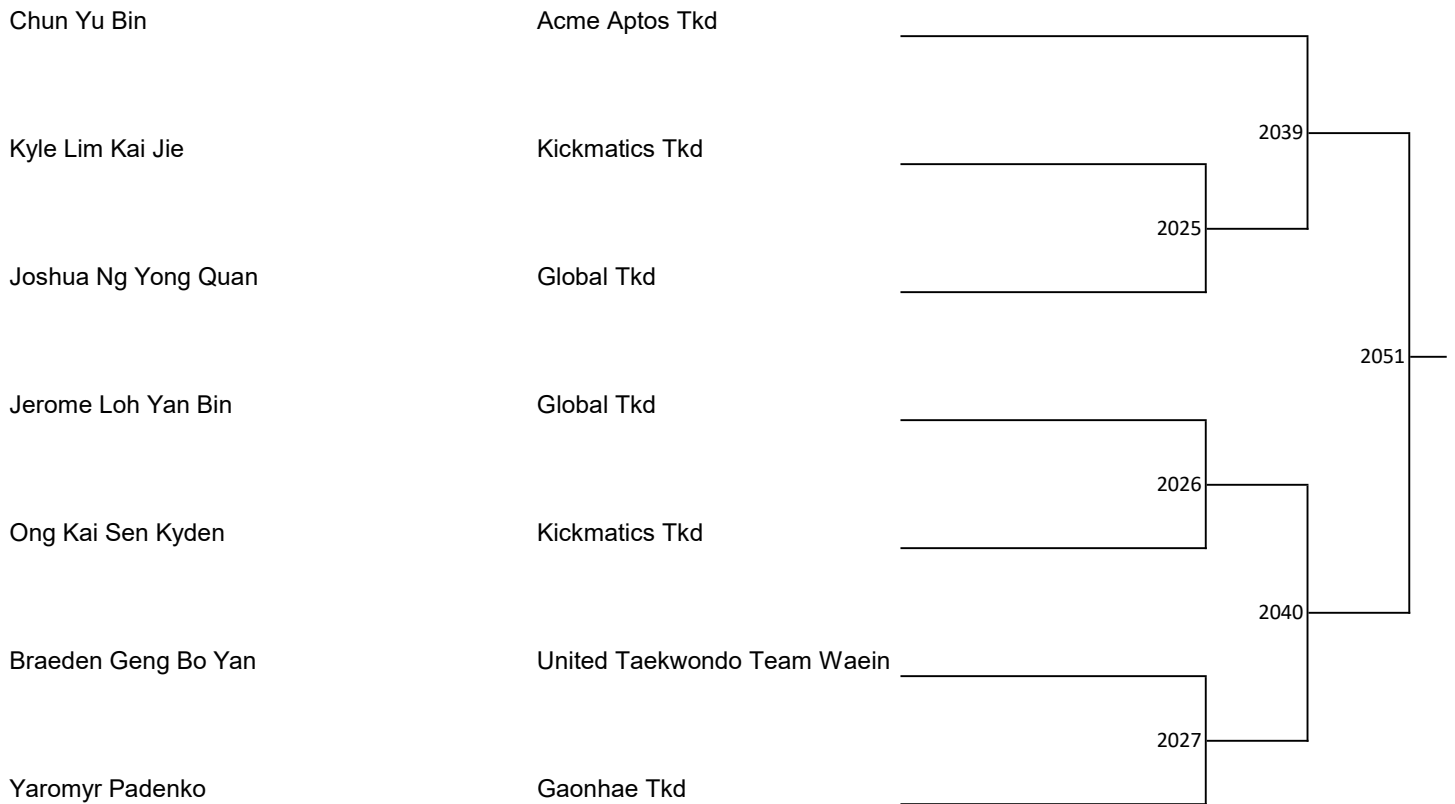 Chun Yu Bin Acme Aptos Tkd
2039
Kyle Lim Kai Jie Kickmatics Tkd
2025
Joshua Ng Yong Quan Global Tkd
2051
Jerome Loh Yan Bin Global Tkd
2026
Ong Kai Sen Kyden Kickmatics Tkd
2040
Braeden Geng Bo Yan United Taekwondo Team Waein
2027
Yaromyr Padenko Gaonhae Tkd